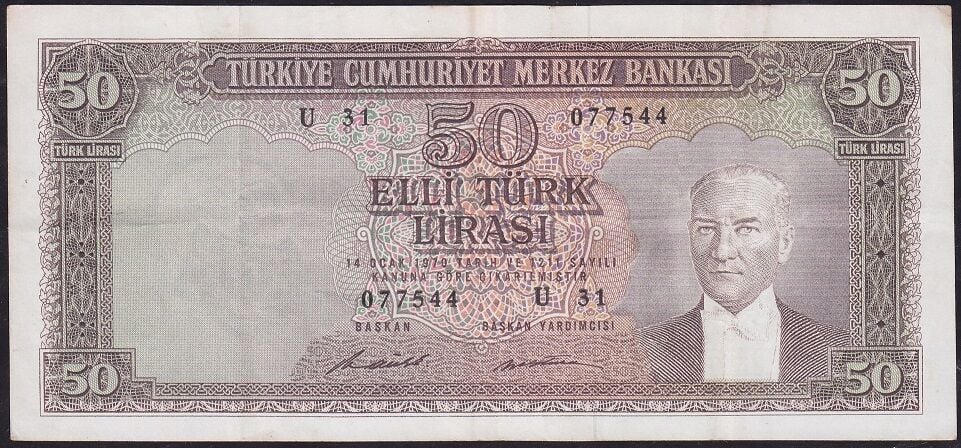 TÜRKİYE CUMHURİYET MERKEZ BANKASI
50 50
U 31 077544
50
TÜRK LİRASI TÜRK LİRASI
ELLİ TÜRK
LİRASI
14 OCAK 1970 TARİH VE 1211 SAYILI
KANUNA GÖRE ÇIKARILMIŞTIR
077544 U 31
BAŞKAN BAŞKAN YARDIMCISI
50 50